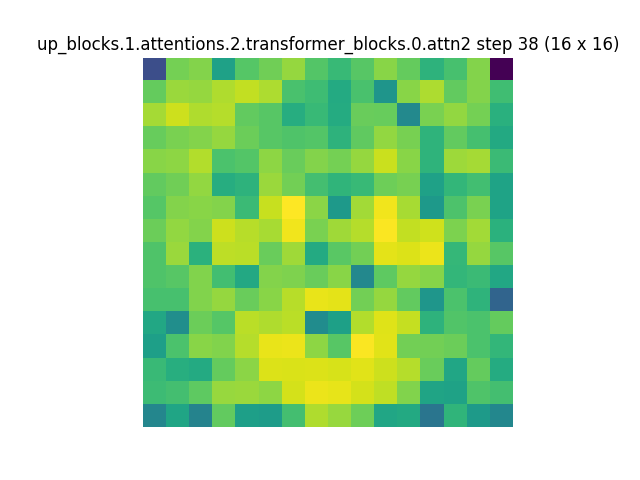 up_blocks.1.attentions.2.transformer_blocks.0.attn2 step 38 (16 x 16)